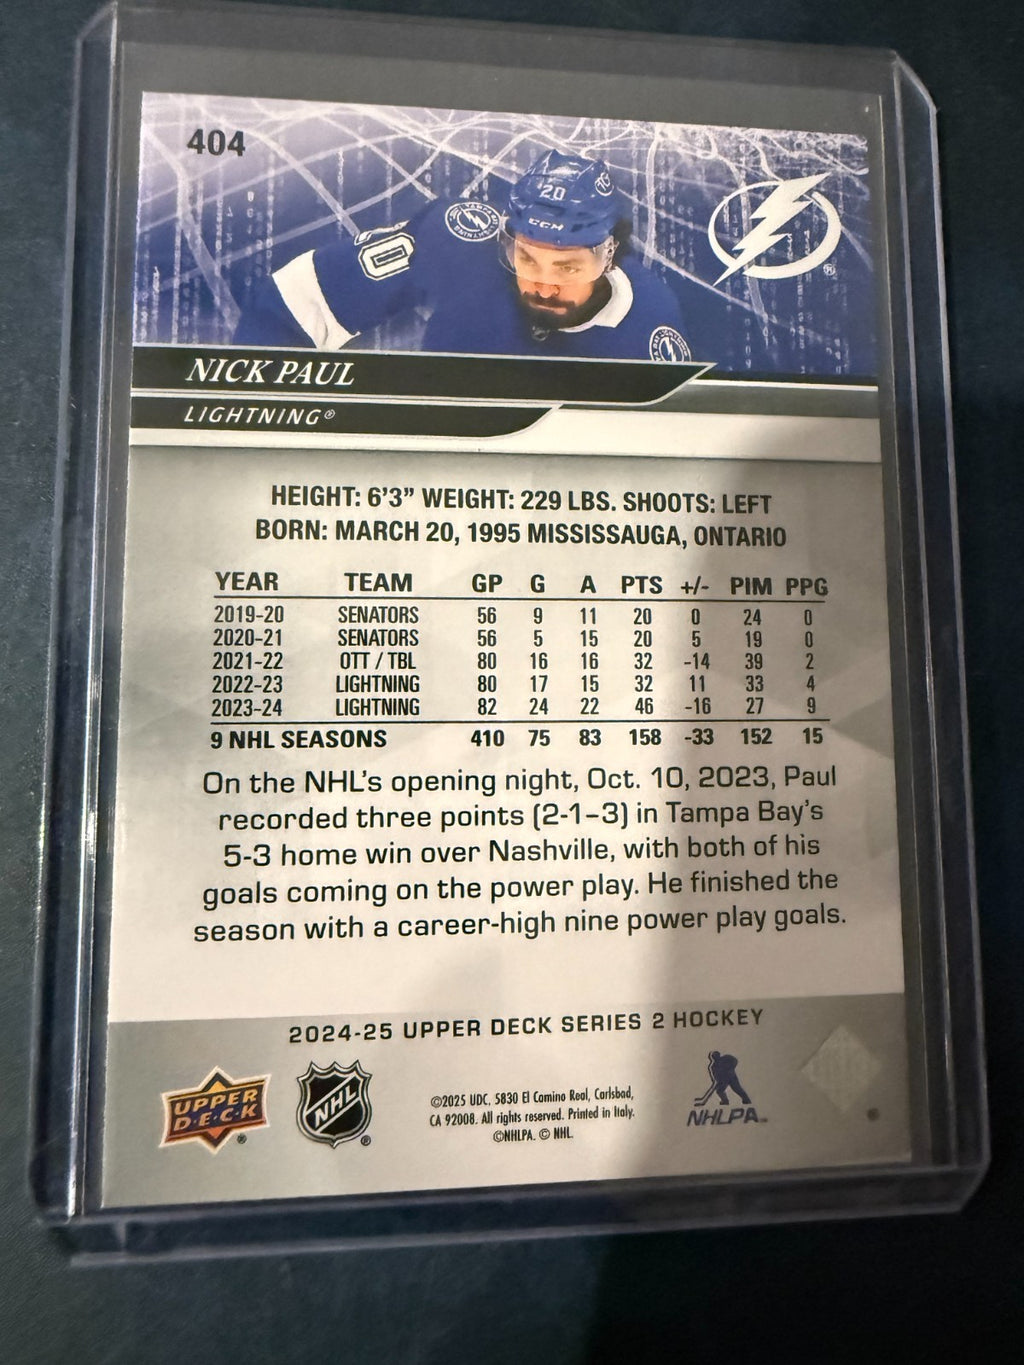 404
20
CCM
0
NICK PAUL
LIGHTNING®
HEIGHT: 6'3" WEIGHT: 229 LBS. SHOOTS: LEFT
BORN: MARCH 20, 1995 MISSISSAUGA, ONTARIO
YEAR TEAM GP G A PTS +/- PIM PPG
2019-20 SENATORS 56 9 11 20 0 24 0
2020-21 SENATORS 56 5 15 20 5 19 0
2021-22 OTT / TBL 80 16 16 32 -14 39 2
2022-23 LIGHTNING 80 17 15 32 11 33 4
2023-24 LIGHTNING 82 24 22 46 -16 27 9
9 NHL SEASONS 410 75 83 158 -33 152 15
On the NHL's opening night, Oct. 10, 2023, Paul
recorded three points (2-1–3) in Tampa Bay's
5-3 home win over Nashville, with both of his
goals coming on the power play. He finished the
season with a career-high nine power play goals.
2024-25 UPPER DECK SERIES 2 HOCKEY
UPPER
D·E·C·K
®
NHL
®
©2025 UDC, 5830 El Camino Real, Carlsbad,
CA 92008. All rights reserved. Printed in Italy.
©NHLPA. © NHL.
NHLPA™